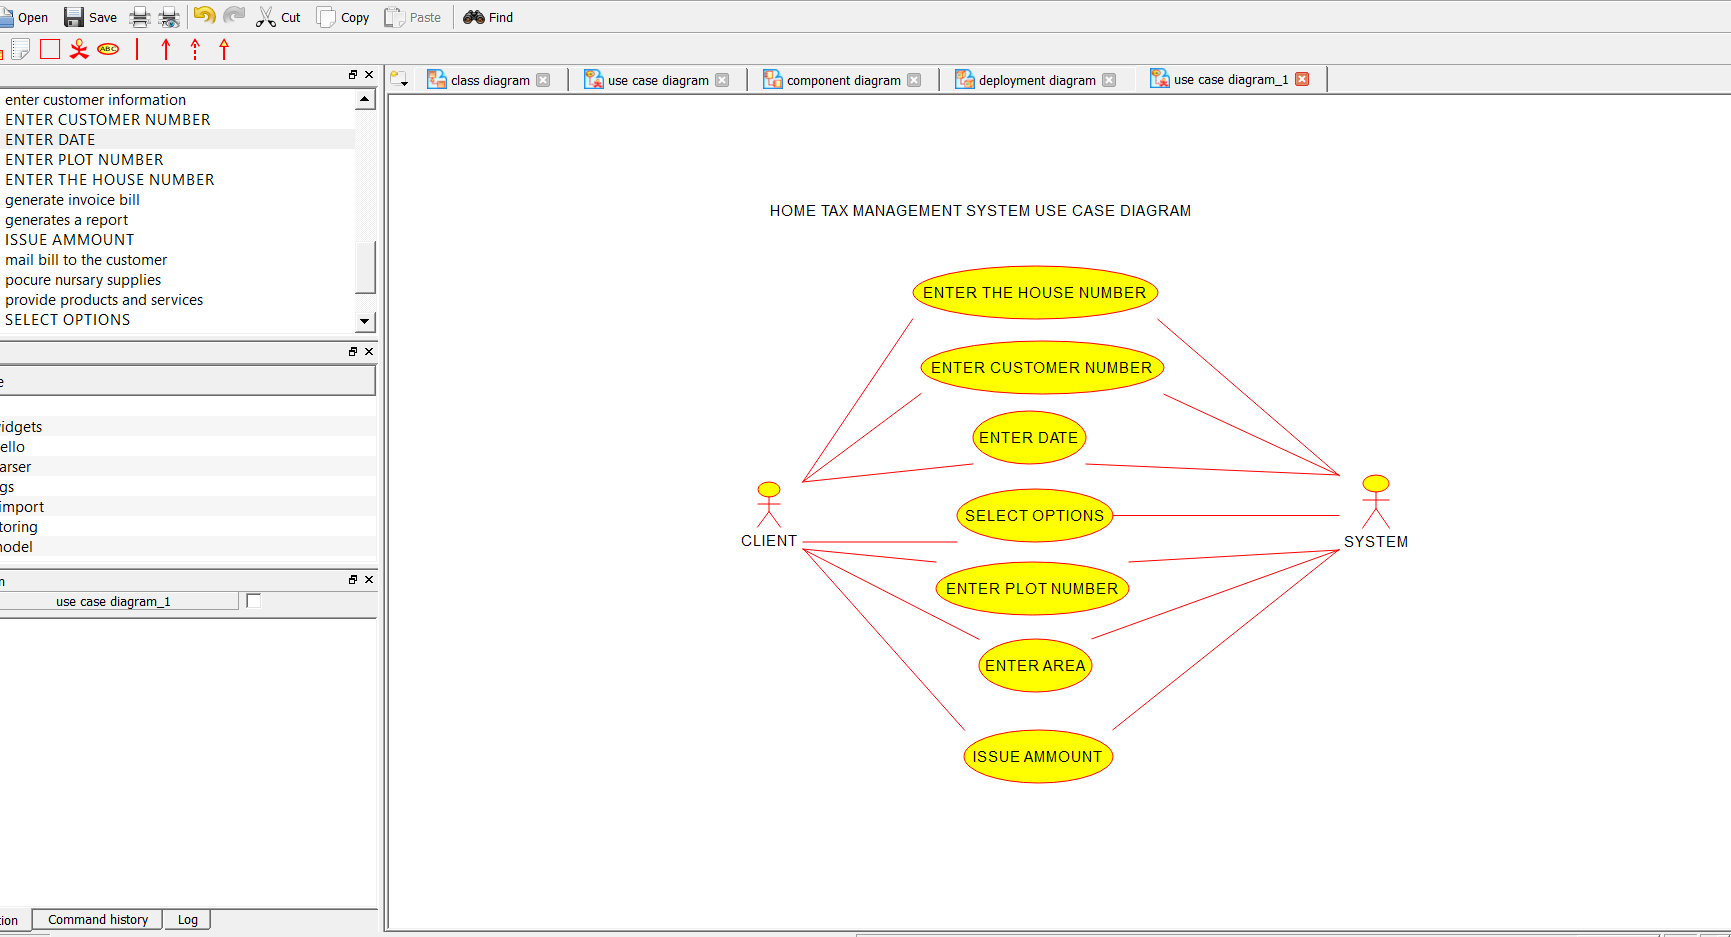 Open Save Cut Copy Paste Find
ABC
class diagram use case diagram component diagram deployment diagram use case diagram_1
enter customer information
ENTER CUSTOMER NUMBER
ENTER DATE
ENTER PLOT NUMBER
ENTER THE HOUSE NUMBER
generate invoice bill
generates a report
ISSUE AMMOUNT
mail bill to the customer
pocure nursary supplies
provide products and services
SELECT OPTIONS
e
idgets
ello
arser
gs
import
toring
odel
n
use case diagram_1
tion Command history Log
HOME TAX MANAGEMENT SYSTEM USE CASE DIAGRAM
ENTER THE HOUSE NUMBER
ENTER CUSTOMER NUMBER
ENTER DATE
SELECT OPTIONS
CLIENT
SYSTEM
ENTER PLOT NUMBER
ENTER AREA
ISSUE AMMOUNT